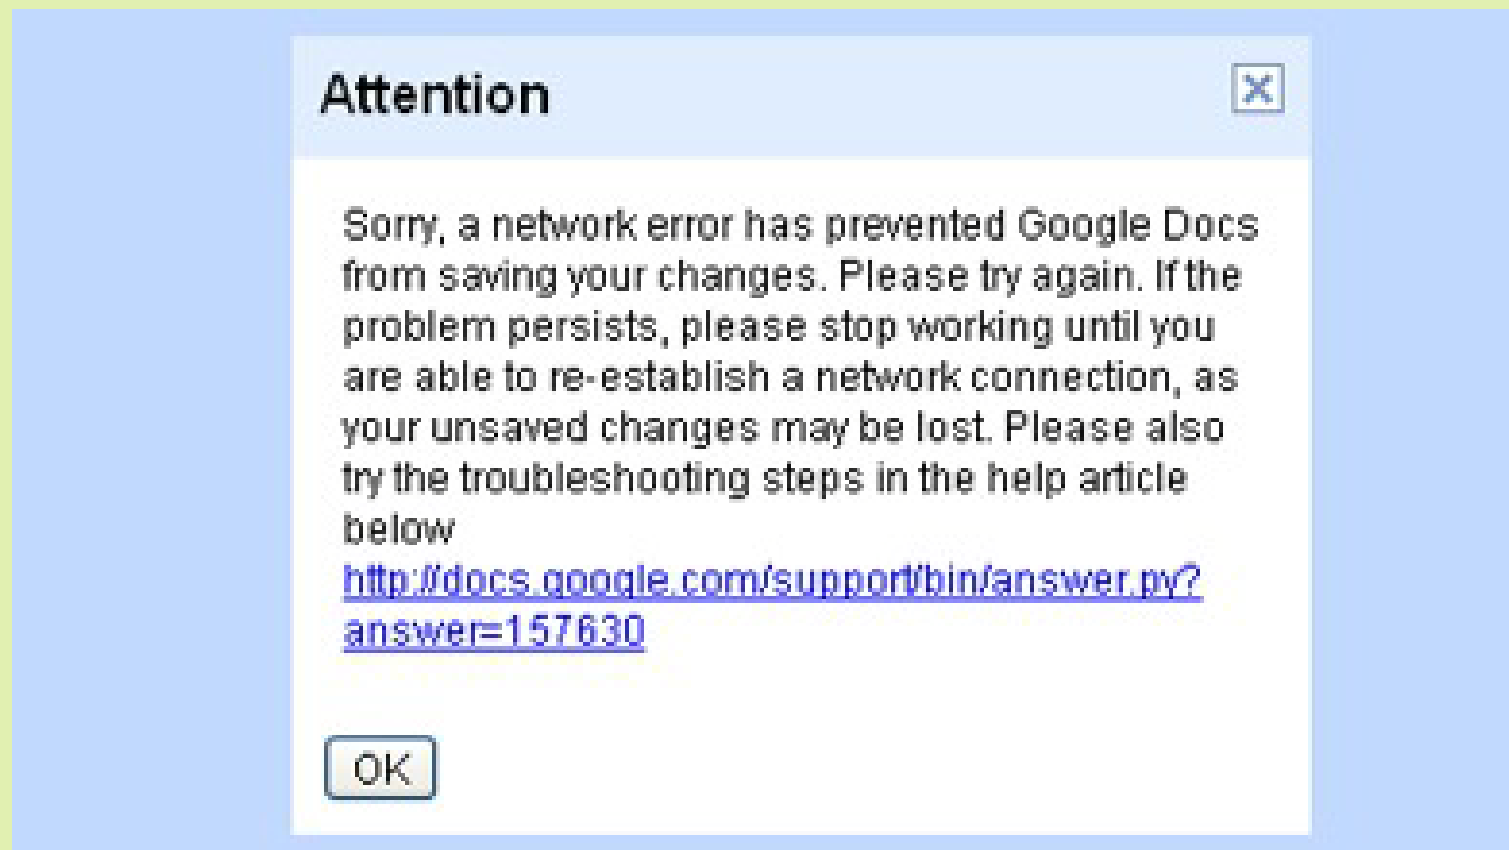 Attention
Sorry, a network error has prevented Google Docs
from saving your changes. Please try again. If the
problem persists, please stop working until you
are able to re-establish a network connection, as
your unsaved changes may be lost. Please also
try the troubleshooting steps in the help article
below
http://docs.google.com/support/bin/answer.py?
answer=157630
OK